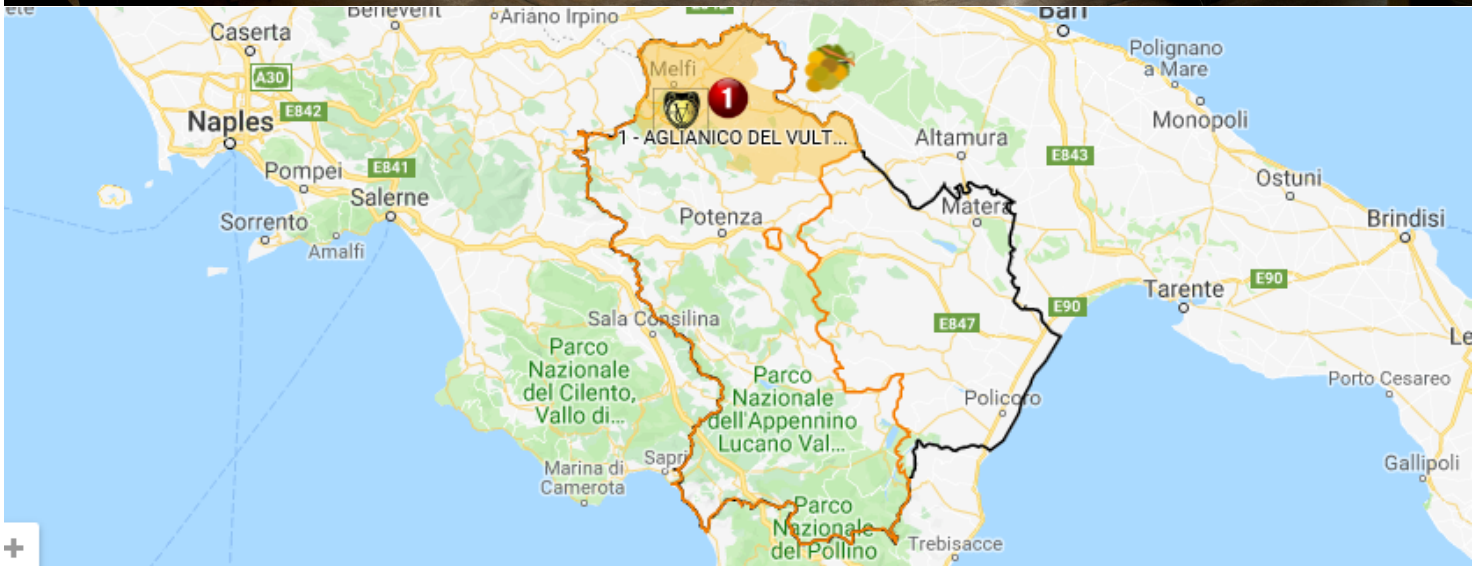 Benevent
Ariano Irpino
Bari
Caserta
Polignano
a Mare
A30
Melfi
E842
1
Monopoli
Naples
1 - AGLIANICO DEL VULT...
Altamura
E843
Pompei
E841
Ostuni
Salerne
Matera
Sorrento
Potenza
Brindisi
Amalfi
E90
Tarente
E90
Sala Consilina
E847
Le
Parco
Nazionale
del Cilento,
Vallo di...
Parco
Nazionale
dell'Appennino
Lucano Val...
Porto Cesareo
Policoro
Sapri
Marina di
Camerota
Gallipoli
Parco
Nazionale
del Pollino
Trebisacce
+